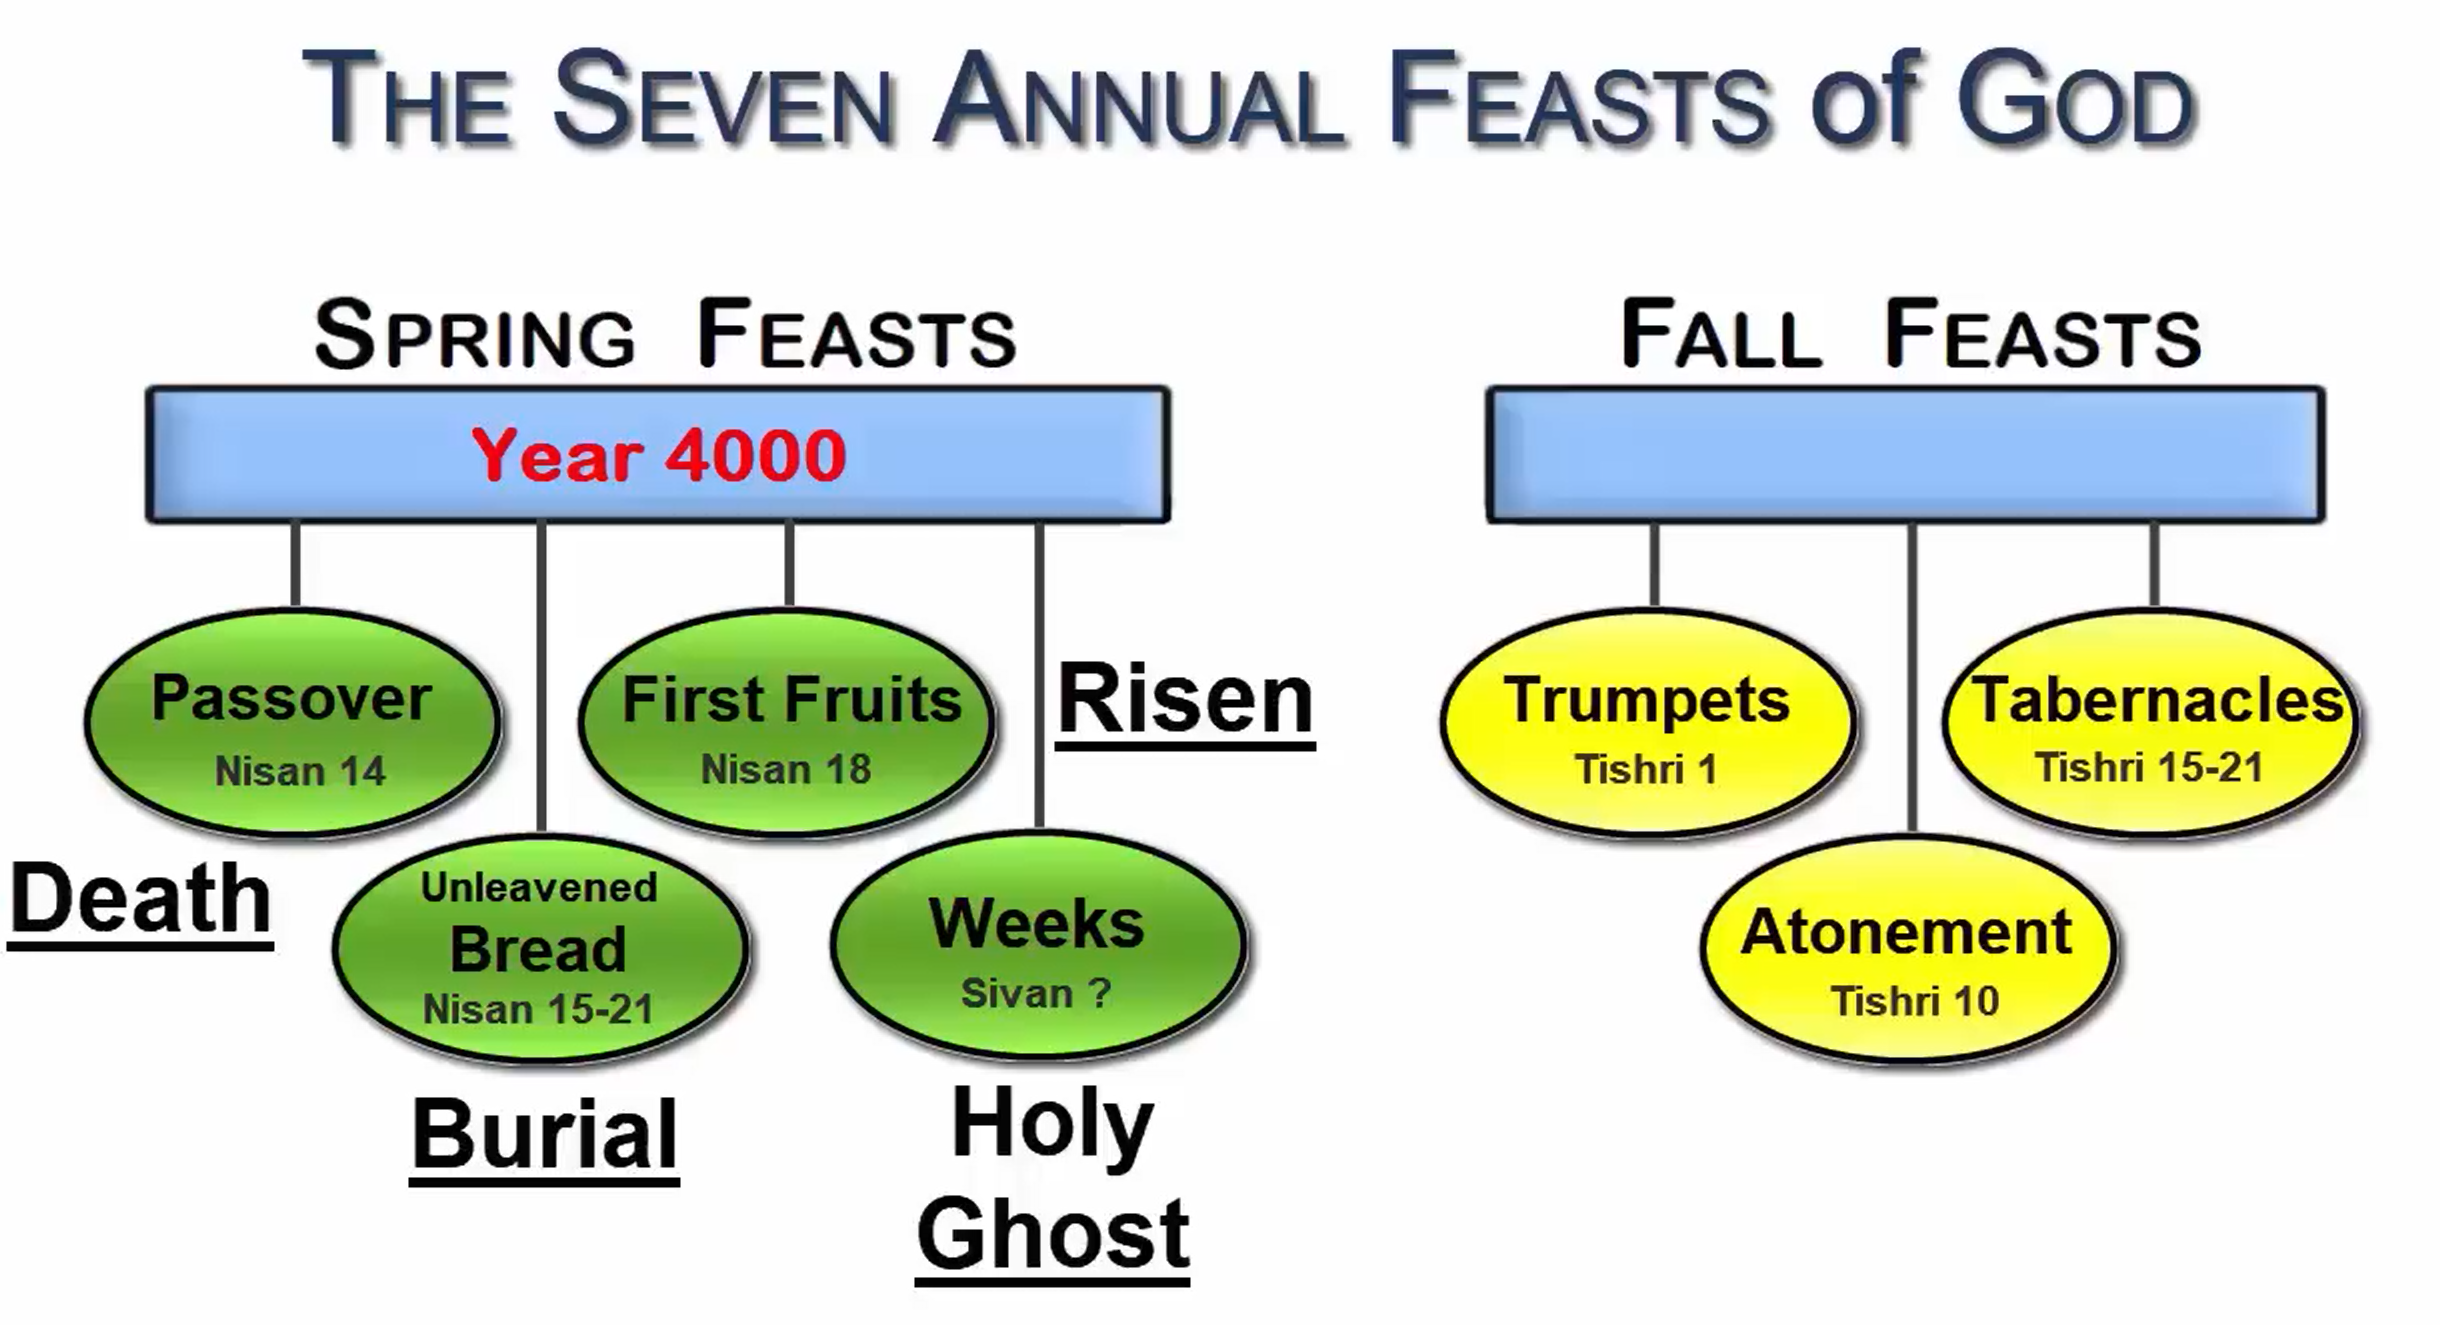 THE SEVEN ANNUAL FEASTS of GOD
SPRING FEASTS
Year 4000
Passover
Nisan 14
Death
Unleavened
Bread
Nisan 15-21
Burial
First Fruits
Nisan 18
Risen
Weeks
Sivan ?
Holy
Ghost
FALL FEASTS
Trumpets
Tishri 1
Atonement
Tishri 10
Tabernacles
Tishri 15-21